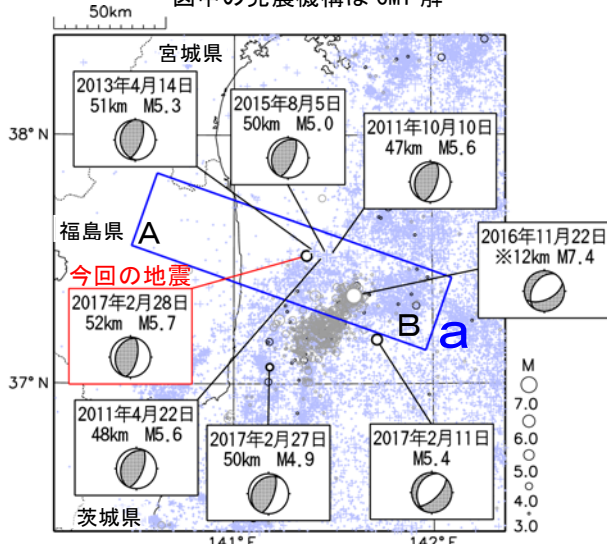 図中の発震機構は CMT 解
50km
宮城県
2013年4月14日
51km M5.3
2015年8月5日
50km M5.0
2011年10月10日
47km M5.6
38°N
福島県
A
今回の地震
2017年2月28日
52km M5.7
2016年11月22日
※12km M7.4
B
a
37°N
2011年4月22日
48km M5.6
2017年2月27日
50km M4.9
2017年2月11日
M5.4
M
7.0
6.0
5.0
4.0
3.0
茨城県
141°E
142°E